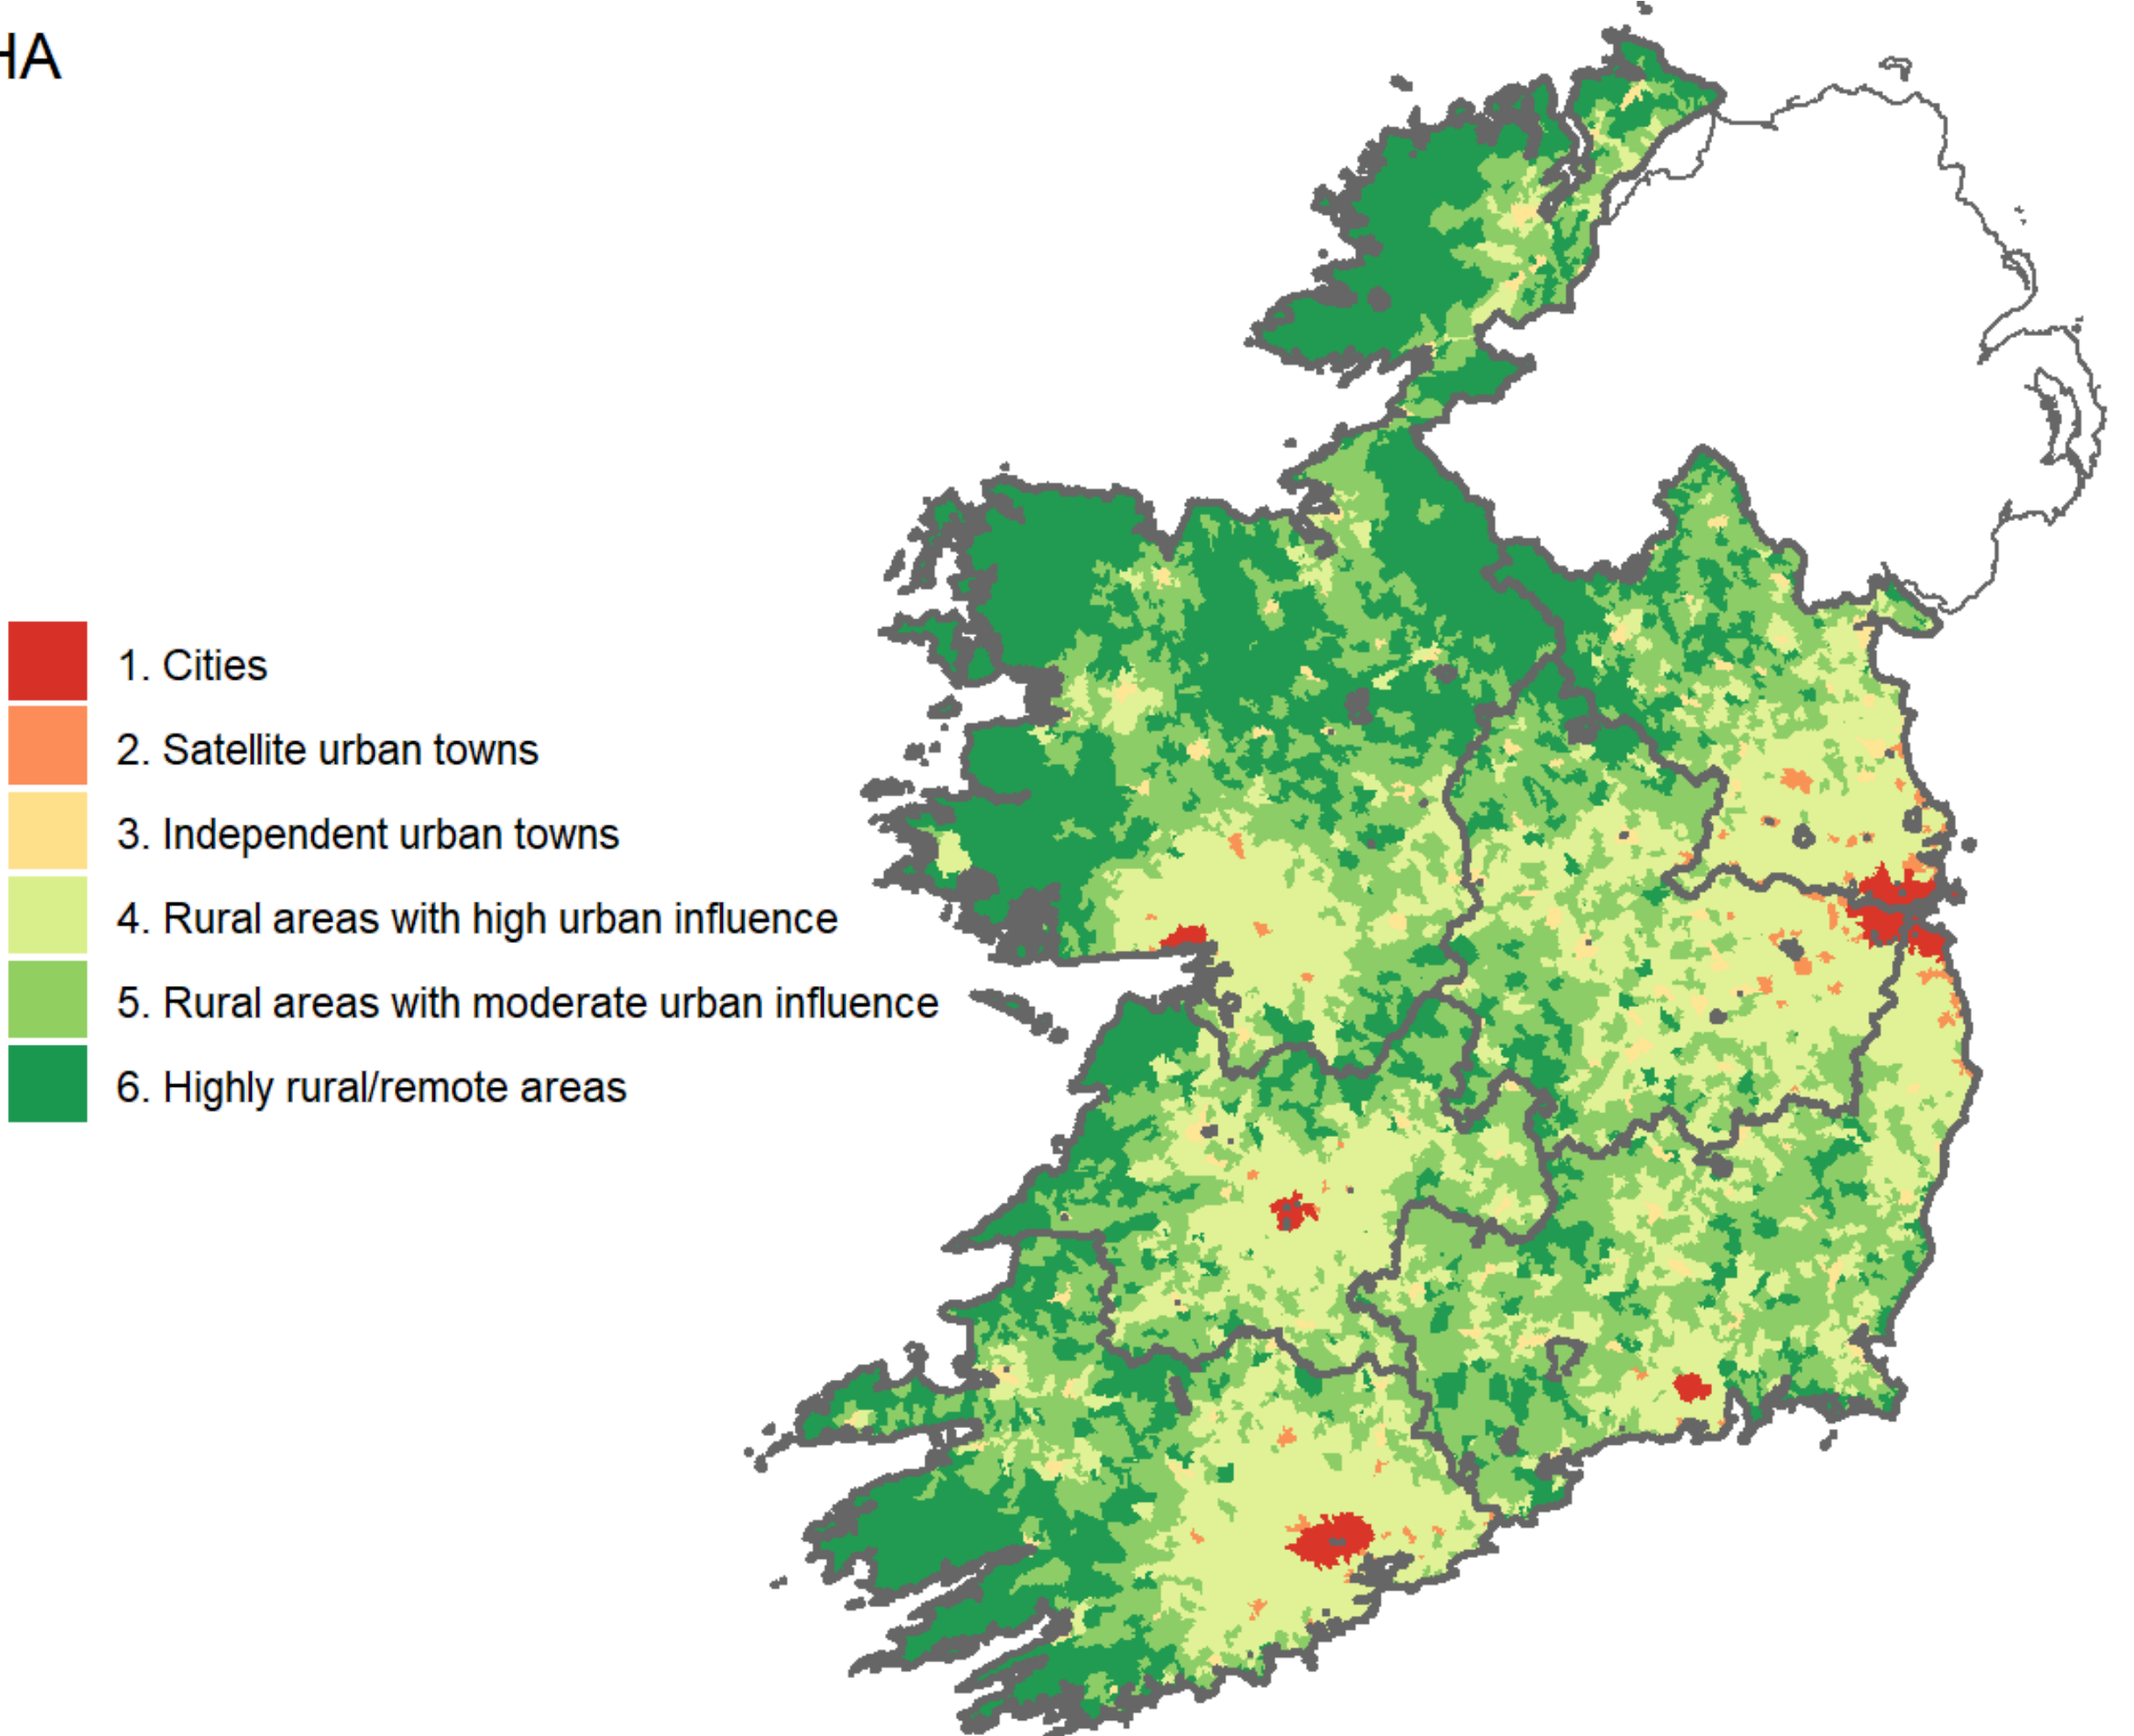 HA
1. Cities
2. Satellite urban towns
3. Independent urban towns
4. Rural areas with high urban influence
5. Rural areas with moderate urban influence
6. Highly rural/remote areas